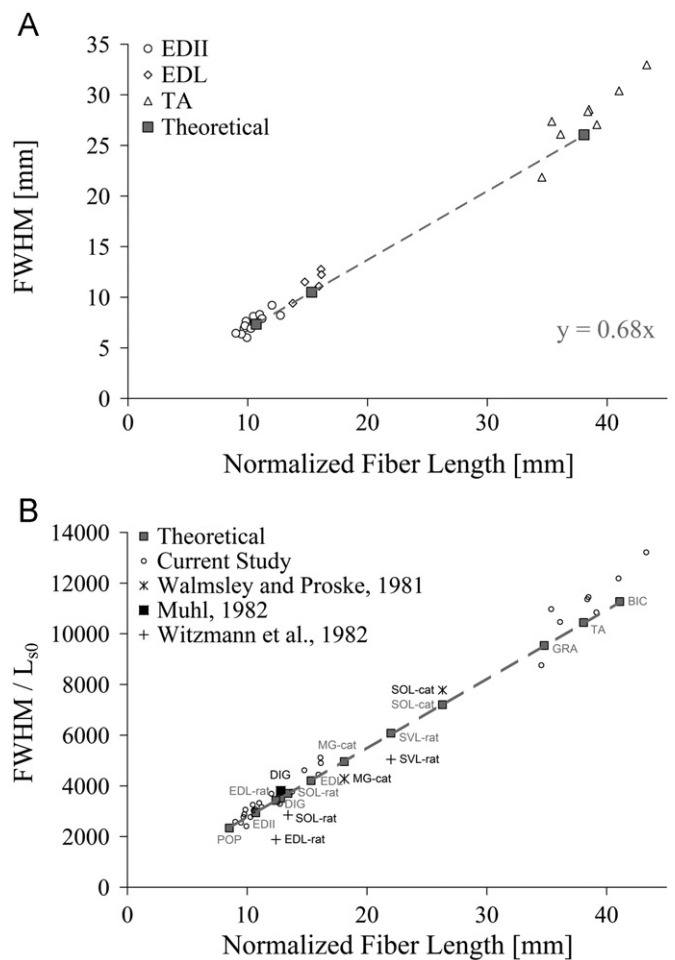 A
35
30
25
20
15
10
5
0
FWHM [mm]
EDII
EDL
TA
Theoretical
y = 0.68x
0 10 20 30 40
Normalized Fiber Length [mm]
B
14000
12000
10000
8000
6000
4000
2000
0
FWHM / Ls0
Theoretical
Current Study
Walmsley and Proske, 1981
Muhl, 1982
Witzmann et al., 1982
BIC
TA
GRA
SOL-cat
SOL-cat
SVL-rat
MG-cat
SVL-rat
DIG
MG-cat
EDL
EDL-rat
SOL-rat
DIG
SOL-rat
EDII
EDL-rat
POP
0 10 20 30 40
Normalized Fiber Length [mm]